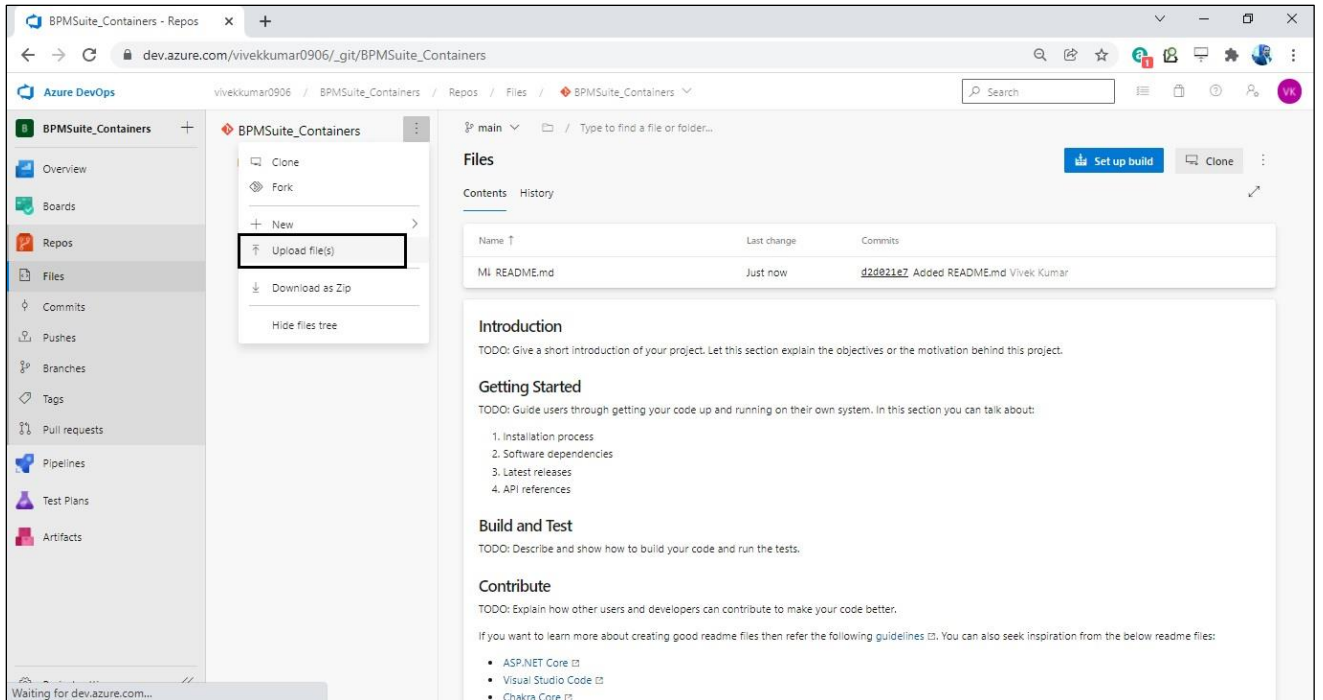 BPMSuite_Containers - Repos
dev.azure.com/vivekkumar0906/_git/BPMSuite_Containers
1
Azure DevOps
vivekkumar0906 / BPMSuite_Containers / Repos / Files / BPMSuite_Containers
Search
VK
B BPMSuite_Containers
Overview
Boards
Repos
Files
Commits
Pushes
Branches
Tags
Pull requests
Pipelines
Test Plans
Artifacts
Waiting for dev.azure.com...
BPMSuite_Containers
Clone
Fork
New
Upload file(s)
Download as Zip
Hide files tree
main / Type to find a file or folder...
Files
Set up build
Clone
Contents History
Name ↑ Last change Commits
M↓ README.md Just now d2d021e7 Added README.md Vivek Kumar
Introduction
TODO: Give a short introduction of your project. Let this section explain the objectives or the motivation behind this project.
Getting Started
TODO: Guide users through getting your code up and running on their own system. In this section you can talk about:
1. Installation process
2. Software dependencies
3. Latest releases
4. API references
Build and Test
TODO: Describe and show how to build your code and run the tests.
Contribute
TODO: Explain how other users and developers can contribute to make your code better.
If you want to learn more about creating good readme files then refer the following guidelines. You can also seek inspiration from the below readme files:
• ASP.NET Core
• Visual Studio Code
• Chakra Core